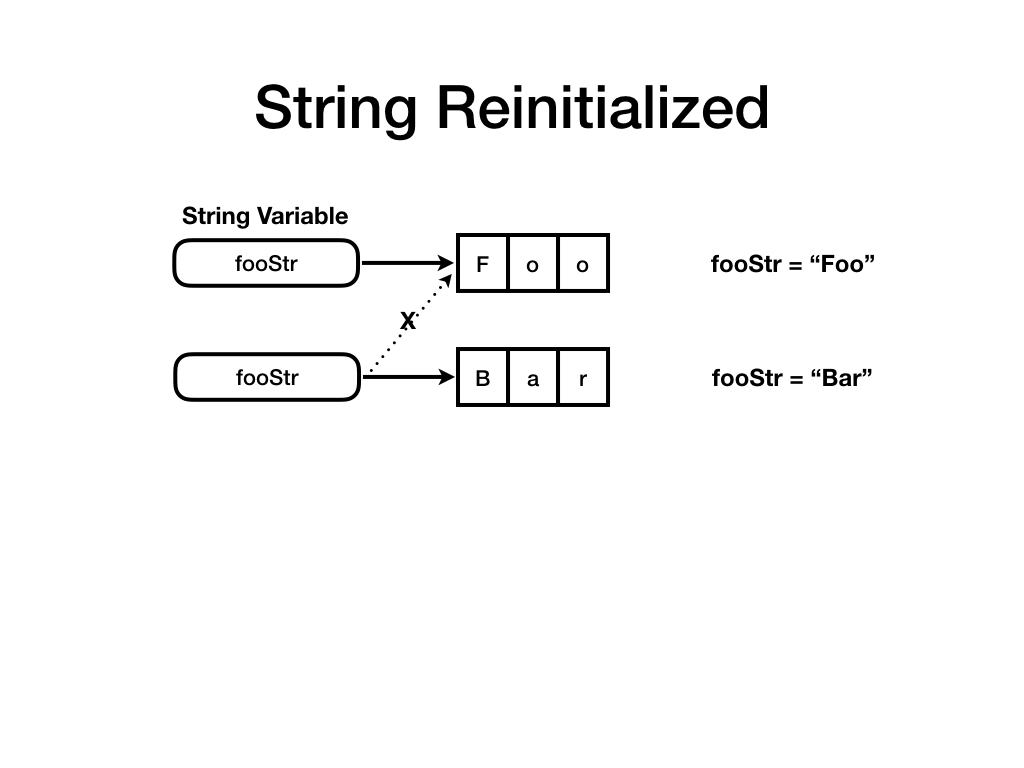 String Reinitialized
String Variable
fooStr
F o o
fooStr = “Foo”
X
fooStr
B a r
fooStr = “Bar”